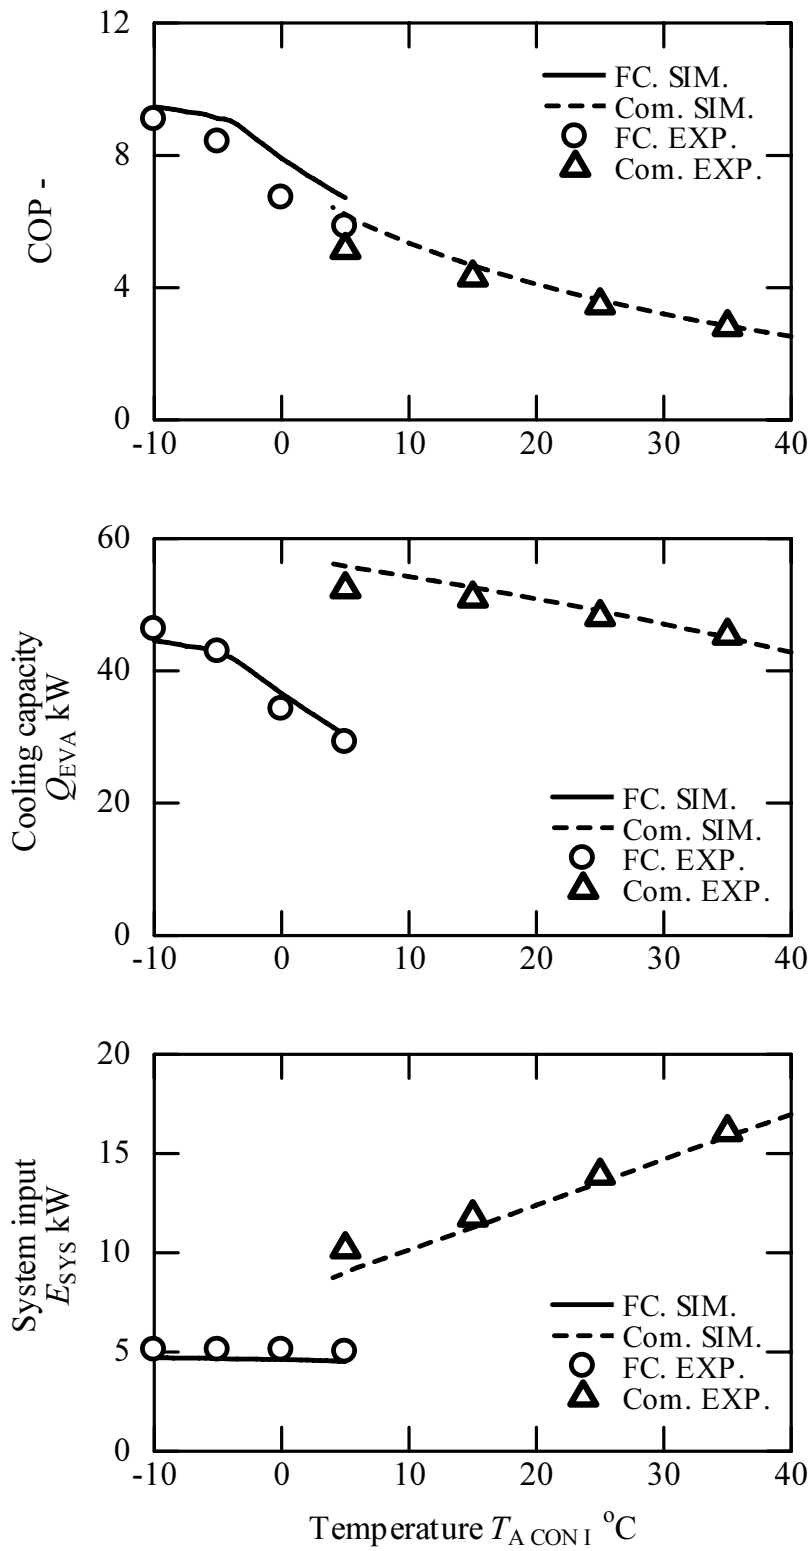 12
8
4
0
COP -
FC. SIM.
Com. SIM.
FC. EXP.
Com. EXP.
-10 0 10 20 30 40
60
40
20
0
Cooling capacity
Q_EVA kW
FC. SIM.
Com. SIM.
FC. EXP.
Com. EXP.
-10 0 10 20 30 40
20
15
10
5
0
System input
E_SYS kW
FC. SIM.
Com. SIM.
FC. EXP.
Com. EXP.
-10 0 10 20 30 40
Temperature T_A CON I °C